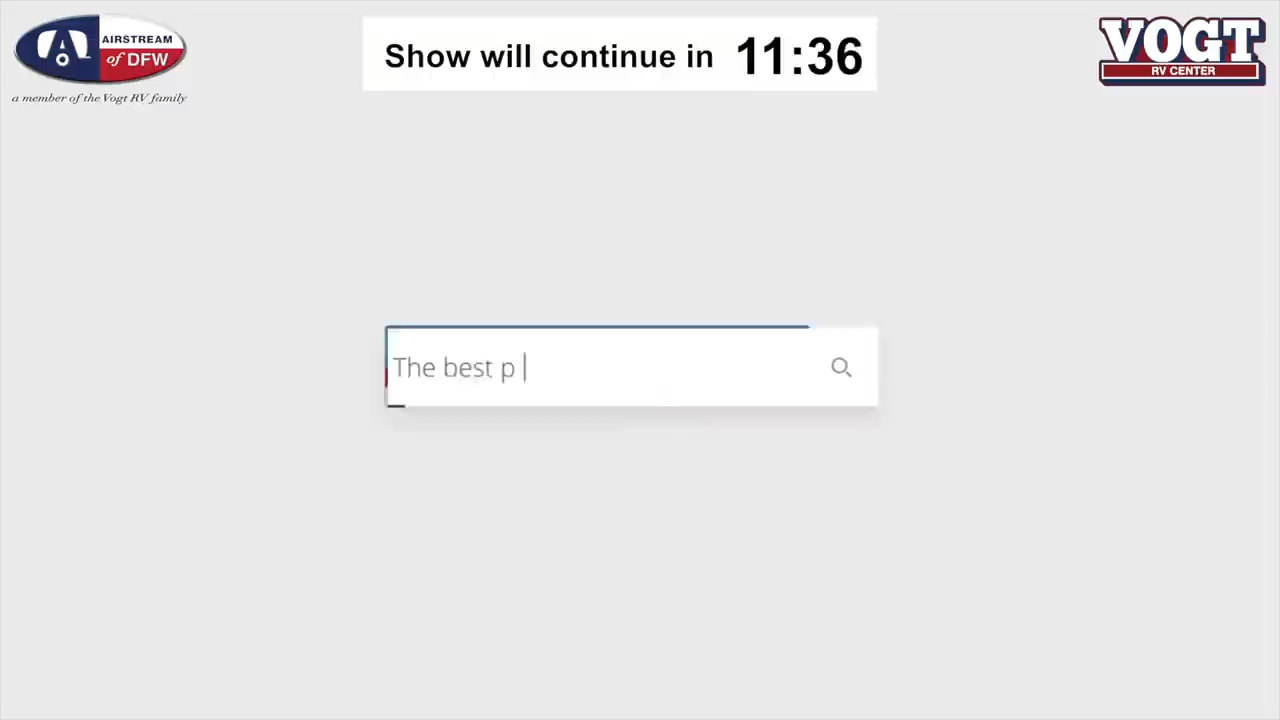 AIRSTREAM
of DFW
a member of the Vogt RV family
Show will continue in 11:36
VOGT
RV CENTER
The best p